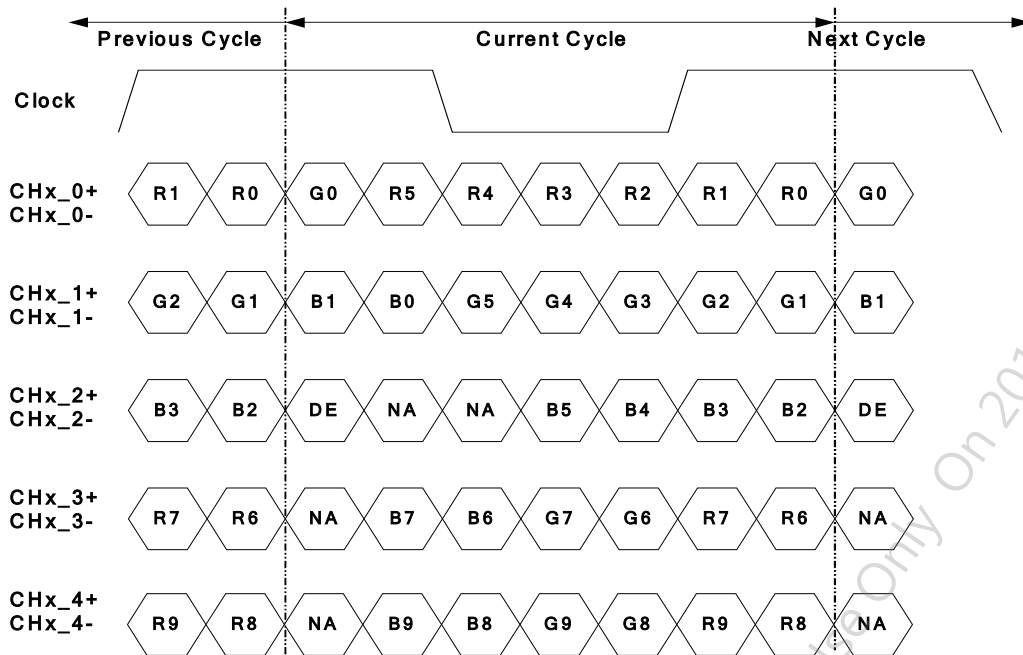 Previous Cycle Current Cycle Next Cycle
Clock
CHx_0+
CHx_0-
R1 R0 G0 R5 R4 R3 R2 R1 R0 G0
CHx_1+
CHx_1-
G2 G1 B1 B0 G5 G4 G3 G2 G1 B1
CHx_2+
CHx_2-
B3 B2 DE NA NA B5 B4 B3 B2 DE
CHx_3+
CHx_3-
R7 R6 NA B7 B6 G7 G6 R7 R6 NA
CHx_4+
CHx_4-
R9 R8 NA B9 B8 G9 G8 R9 R8 NA
Only On